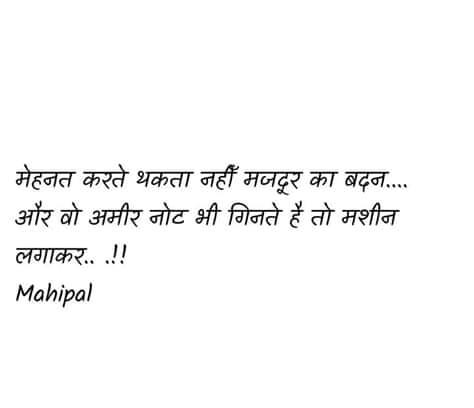 मेहनत करते थकता नहीँ मजदूर का बदन....
और वो अमीर नोट भी गिनते है तो मशीन
लगाकर.. .!!
Mahipal